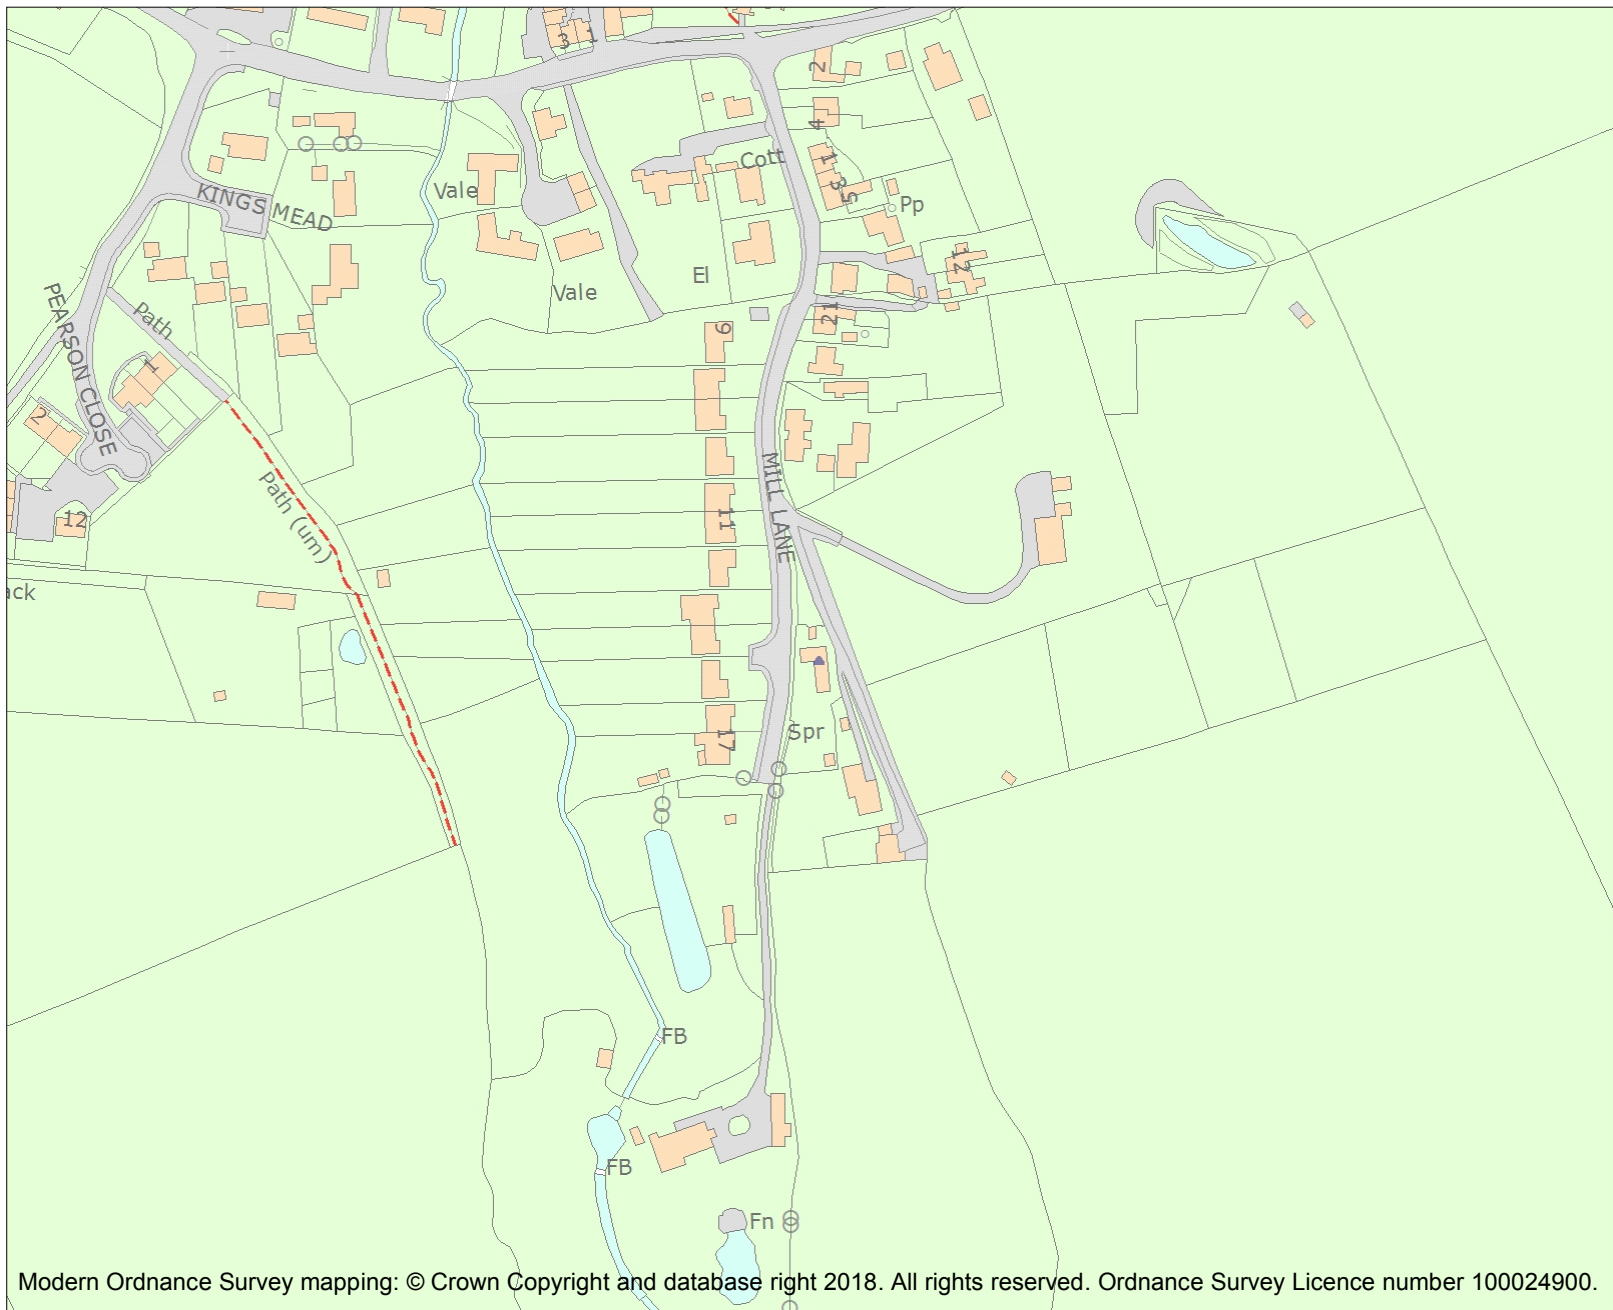 3
1
2
4
Cott
KINGS MEAD
Vale
1
3
5
Pp
12
El
Vale
Path
PEARSON CLOSE
6
21
1
2
MILL LANE
Path (um)
11
12
ack
17
Spr
FB
FB
Fn
Modern Ordnance Survey mapping: © Crown Copyright and database right 2018. All rights reserved. Ordnance Survey Licence number 100024900.